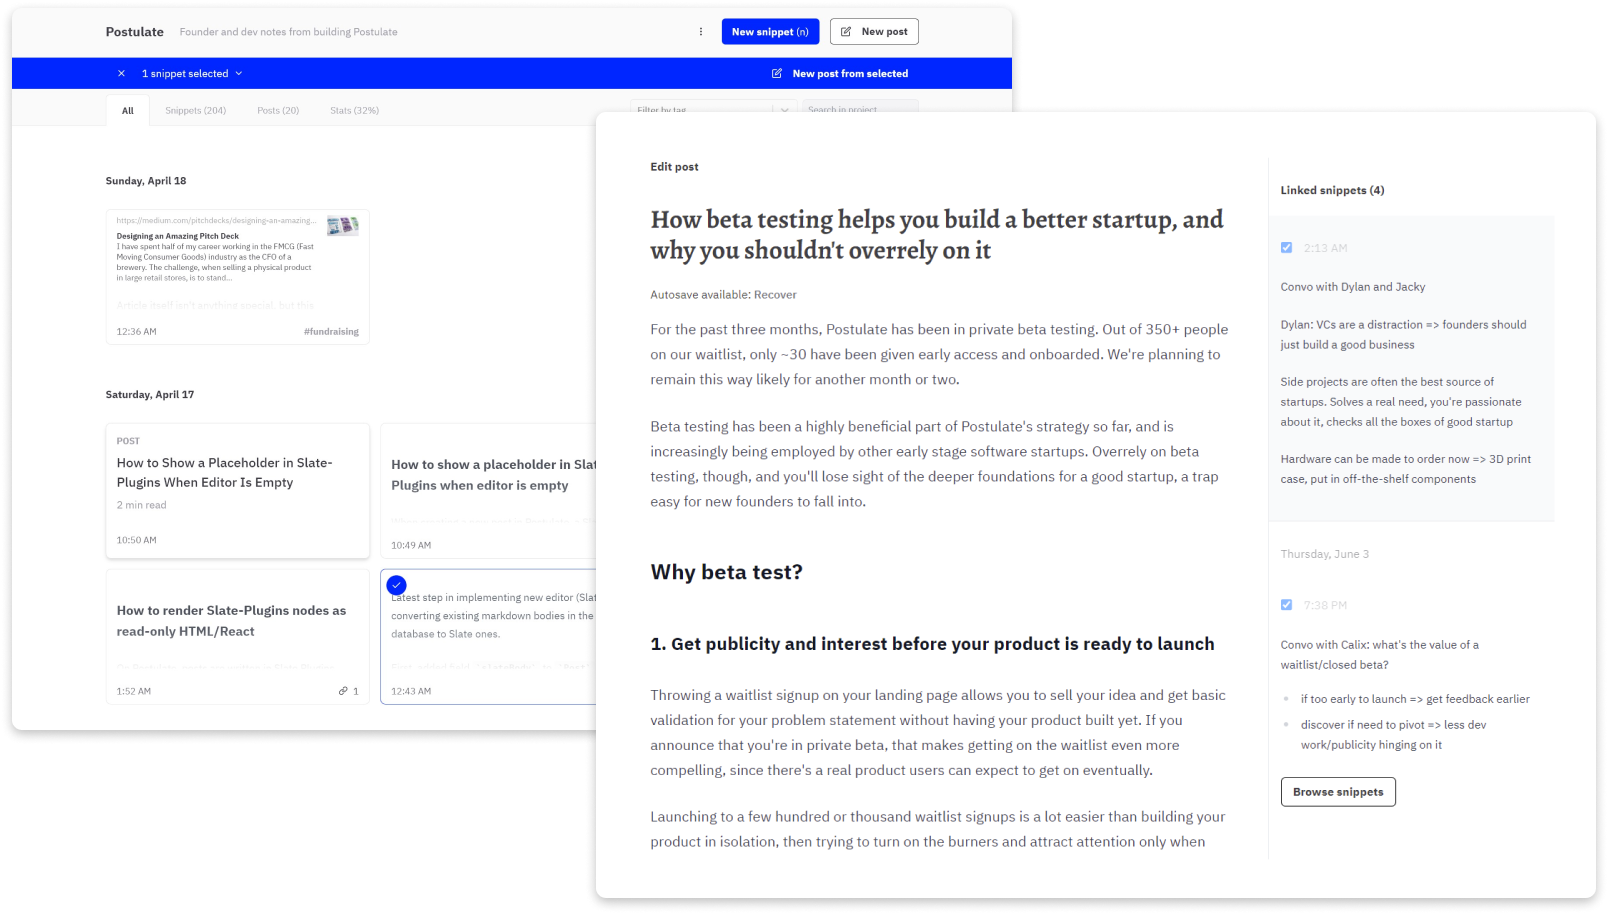 Postulate
Founder and dev notes from building Postulate
New snippet (n)
New post
1 snippet selected
New post from selected
All
Snippets (204)
Posts (20)
Stats (32%)
Filter by tag
Search in project
Sunday, April 18
https://medium.com/pitchdecks/designing-an-amazing...
Designing an Amazing Pitch Deck
I have spent half of my career working in the FMCG (Fast
Moving Consumer Goods) industry as the CFO of a
brewery. The challenge, when selling a physical product
in large retail stores, is to stand...
Article itself isn't anything special, but this
12:36 AM
#fundraising
Saturday, April 17
POST
How to Show a Placeholder in Slate-
Plugins When Editor Is Empty
2 min read
10:50 AM
How to show a placeholder in Slat
Plugins when editor is empty
10:49 AM
How to render Slate-Plugins nodes as
read-only HTML/React
1:52 AM
1
Latest step in implementing new editor (Slat
converting existing markdown bodies in the
database to Slate ones.
12:43 AM
Edit post
How beta testing helps you build a better startup, and
why you shouldn't overrely on it
Autosave available: Recover
For the past three months, Postulate has been in private beta testing. Out of 350+ people
on our waitlist, only ~30 have been given early access and onboarded. We're planning to
remain this way likely for another month or two.
Beta testing has been a highly beneficial part of Postulate's strategy so far, and is
increasingly being employed by other early stage software startups. Overrely on beta
testing, though, and you'll lose sight of the deeper foundations for a good startup, a trap
easy for new founders to fall into.
Why beta test?
1. Get publicity and interest before your product is ready to launch
Throwing a waitlist signup on your landing page allows you to sell your idea and get basic
validation for your problem statement without having your product built yet. If you
announce that you're in private beta, that makes getting on the waitlist even more
compelling, since there's a real product users can expect to get on eventually.
Launching to a few hundred or thousand waitlist signups is a lot easier than building your
product in isolation, then trying to turn on the burners and attract attention only when
Linked snippets (4)
2:13 AM
Convo with Dylan and Jacky
Dylan: VCs are a distraction => founders should
just build a good business
Side projects are often the best source of
startups. Solves a real need, you're passionate
about it, checks all the boxes of good startup
Hardware can be made to order now => 3D print
case, put in off-the-shelf components
Thursday, June 3
7:38 PM
Convo with Calix: what's the value of a
waitlist/closed beta?
if too early to launch => get feedback earlier
discover if need to pivot => less dev
work/publicity hinging on it
Browse snippets